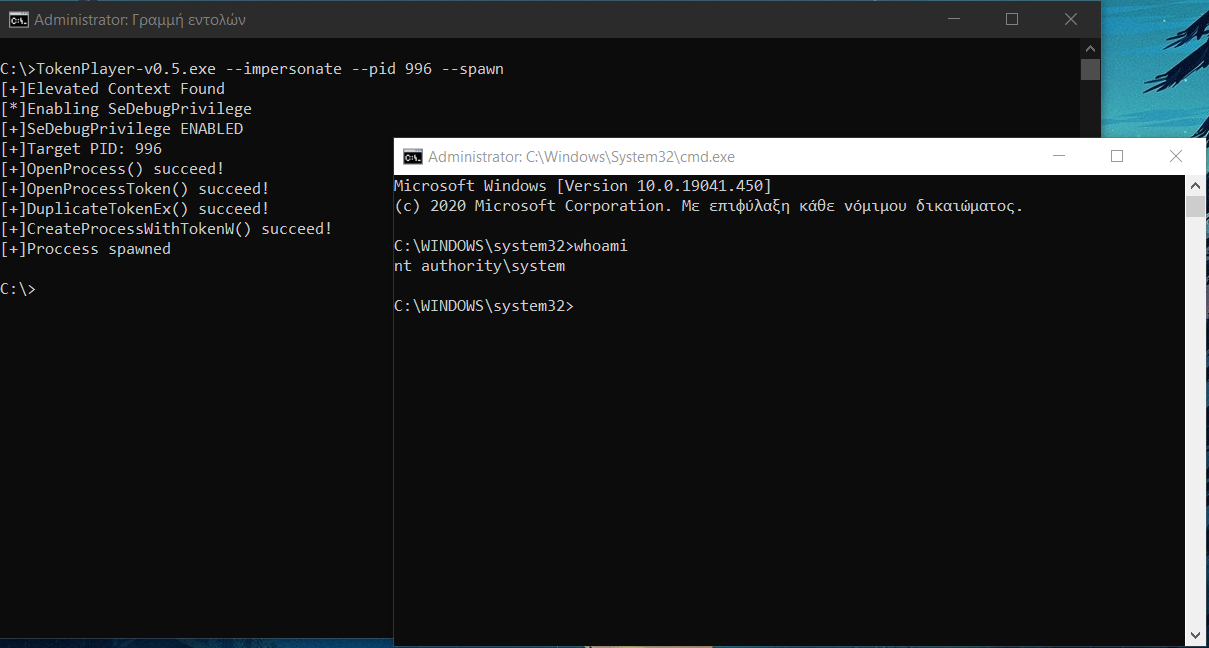 Administrator: Γραμμή εντολών
C:\>TokenPlayer-v0.5.exe --impersonate --pid 996 --spawn
[+]Elevated Context Found
[*]Enabling SeDebugPrivilege
[+]SeDebugPrivilege ENABLED
[+]Target PID: 996
[+]OpenProcess() succeed!
[+]OpenProcessToken() succeed!
[+]DuplicateTokenEx() succeed!
[+]CreateProcessWithTokenW() succeed!
[+]Proccess spawned
C:\>
Administrator: C:\Windows\System32\cmd.exe
Microsoft Windows [Version 10.0.19041.450]
(c) 2020 Microsoft Corporation. Με επιφύλαξη κάθε νόμιμου δικαιώματος.
C:\WINDOWS\system32>whoami
nt authority\system
C:\WINDOWS\system32>